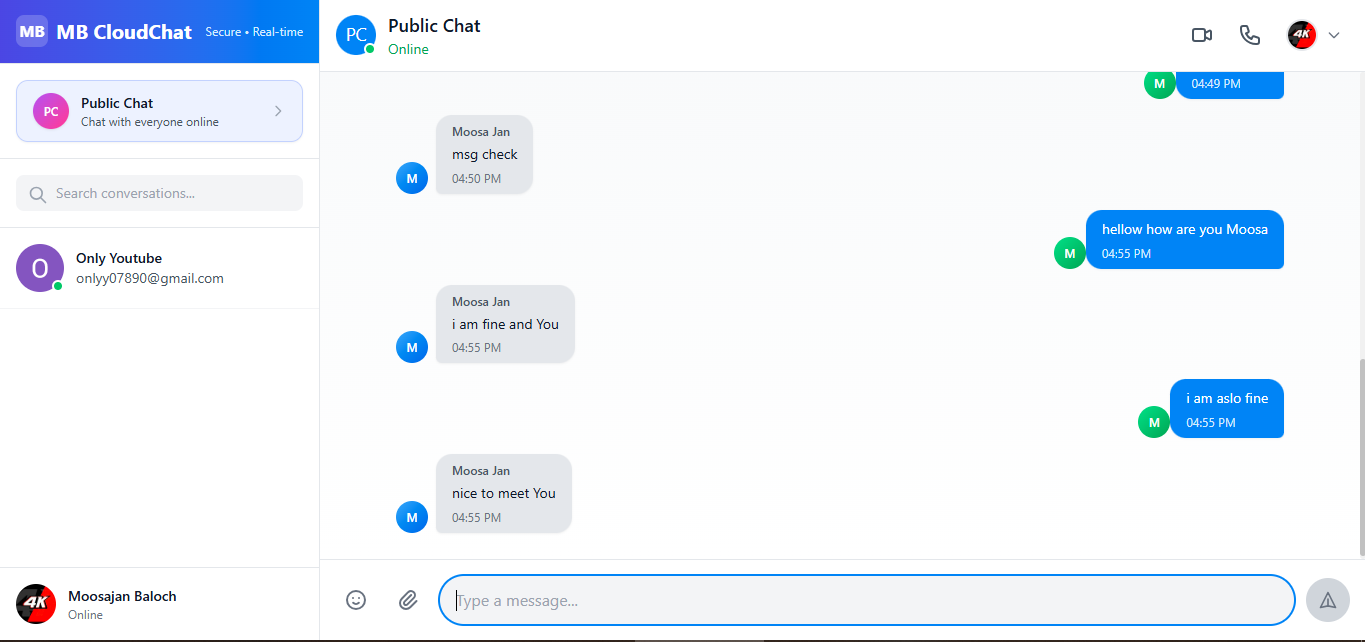 MB MB CloudChat Secure • Real-time
PC Public Chat
Chat with everyone online
Search conversations...
O Only Youtube
onlyy07890@gmail.com
4K Moosajan Baloch
Online
PC Public Chat
Online
4K
M 04:49 PM
Moosa Jan
msg check
M 04:50 PM
hellow how are you Moosa
M 04:55 PM
Moosa Jan
i am fine and You
M 04:55 PM
i am aslo fine
M 04:55 PM
Moosa Jan
nice to meet You
M 04:55 PM
Type a message...